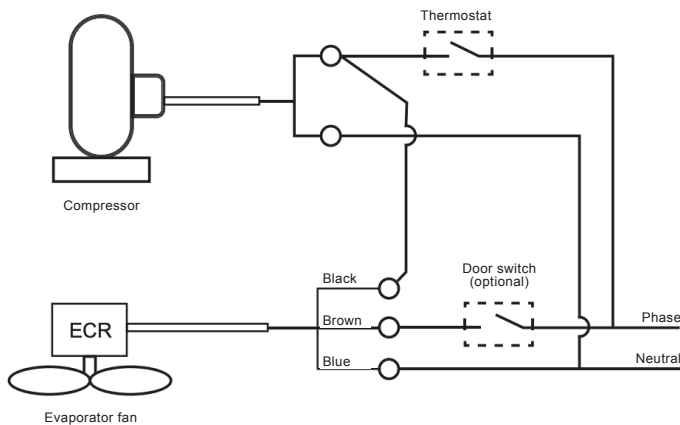 Thermostat
Compressor
Black
Door switch
(optional)
Brown
Phase
ECR
Blue
Neutral
Evaporator fan